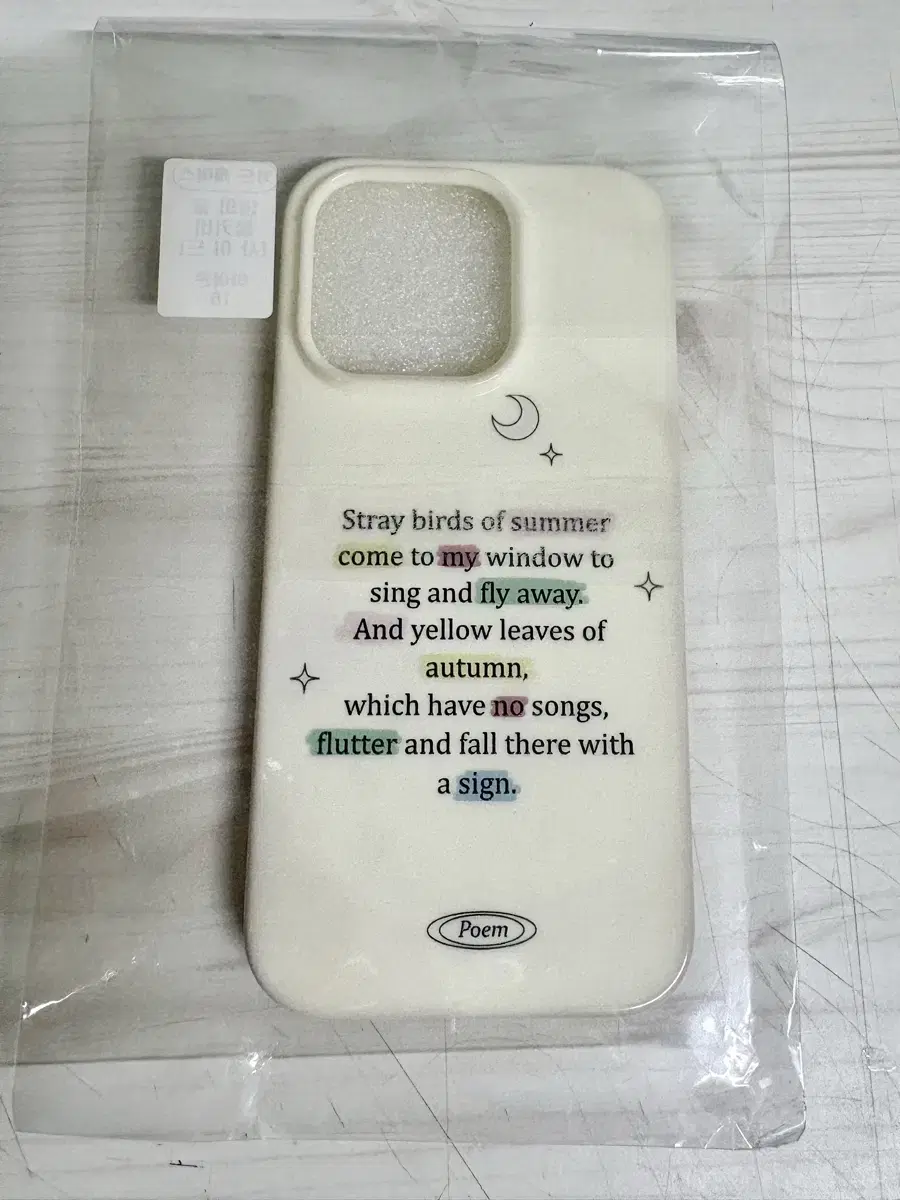 Stray birds of summer
come to my window to
sing and fly away.
And yellow leaves of
autumn,
which have no songs,
flutter and fall there with
a sign.
Poem
16